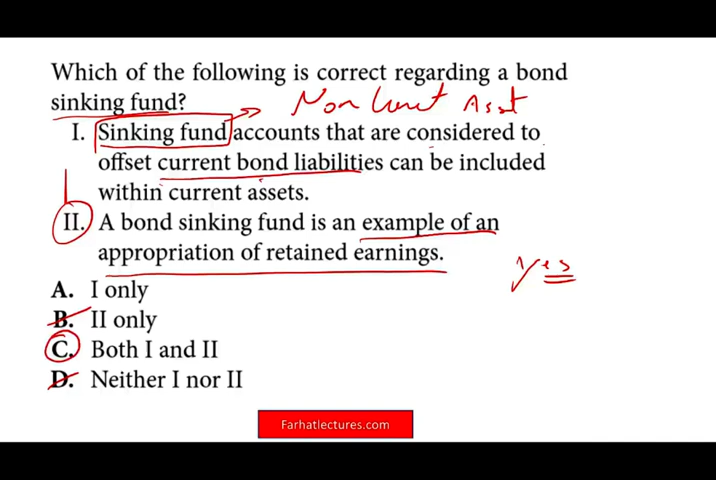 Which of the following is correct regarding a bond
sinking fund?
Non Current Asset
I. Sinking fund accounts that are considered to
offset current bond liabilities can be included
within current assets.
II. A bond sinking fund is an example of an
appropriation of retained earnings.
yes
A. I only
B. II only
C. Both I and II
D. Neither I nor II
Farhatlectures.com